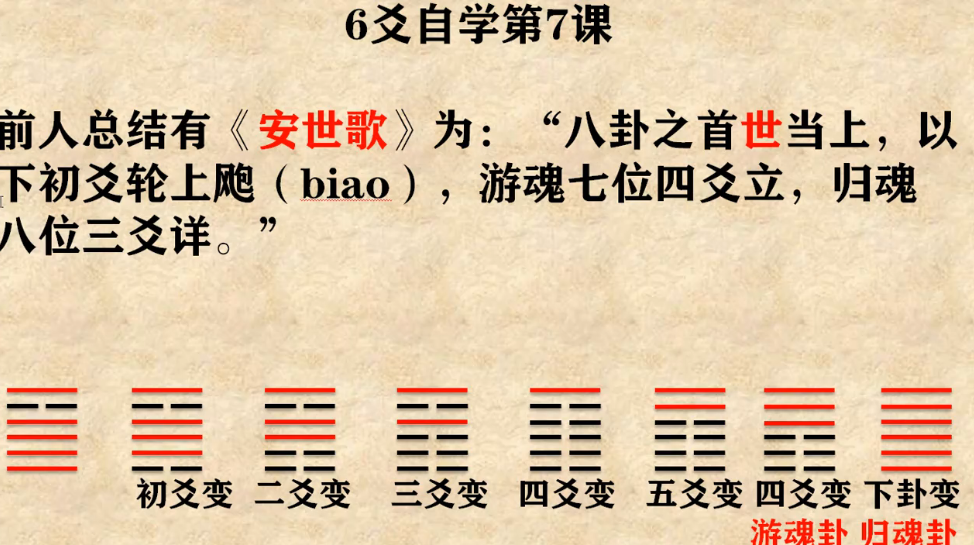 6爻自学第7课
前人总结有《安世歌》为：“八卦之首世当上，以
下初爻轮上飑（biao），游魂七位四爻立，归魂
八位三爻详。”
初爻变 二爻变 三爻变 四爻变 五爻变 四爻变 下卦变
游魂卦 归魂卦